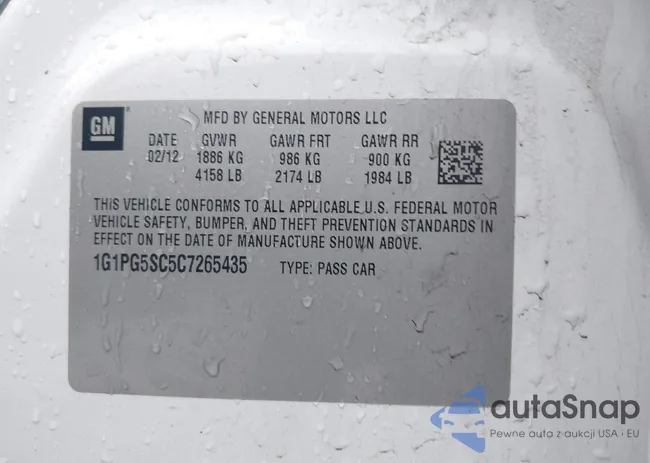 GM
MFD BY GENERAL MOTORS LLC
DATE GVWR GAWR FRT GAWR RR
02/12 1886 KG 986 KG 900 KG
4158 LB 2174 LB 1984 LB
THIS VEHICLE CONFORMS TO ALL APPLICABLE U.S. FEDERAL MOTOR
VEHICLE SAFETY, BUMPER, AND THEFT PREVENTION STANDARDS IN
EFFECT ON THE DATE OF MANUFACTURE SHOWN ABOVE.
1G1PG5SC5C7265435 TYPE: PASS CAR
autaSnap
Pewne auta z aukcji USA i EU